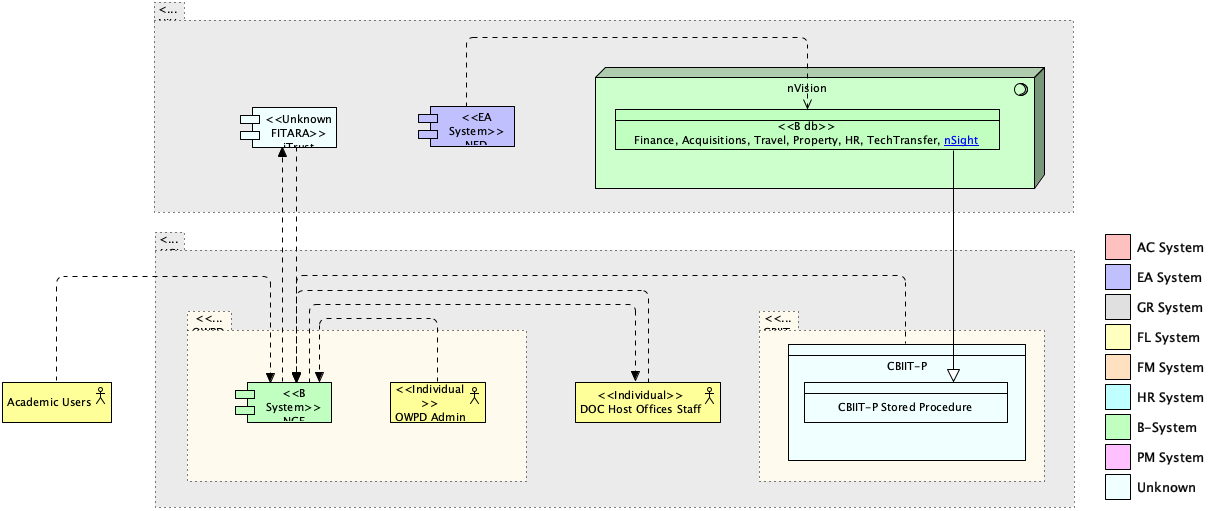 <...
nVision
<<B db>>
Finance, Acquisitions, Travel, Property, HR, TechTransfer, nSight
<<Unknown
FITARA>>
iTrust
<<EA
System>>
NED
<...
AC System
EA System
GR System
FL System
FM System
HR System
B-System
PM System
Unknown
<<...
OWPD
<<...
CBIIT
CBIIT-P
CBIIT-P Stored Procedure
Academic Users
<<B
System>>
<<Individual
>>
OWPD Admin
<<Individual>>
DOC Host Offices Staff